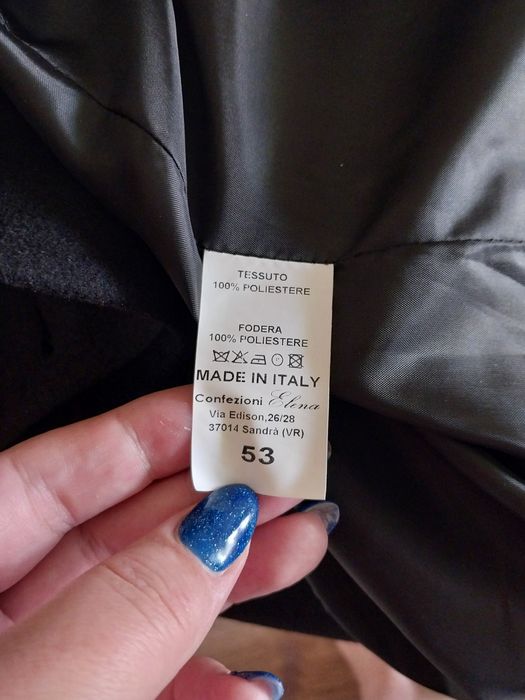 TESSUTO
100% POLIESTERE
FODERA
100% POLIESTERE
MADE IN ITALY
Confezioni Elena
Via Edison,26/28
37014 Sandrà (VR)
53